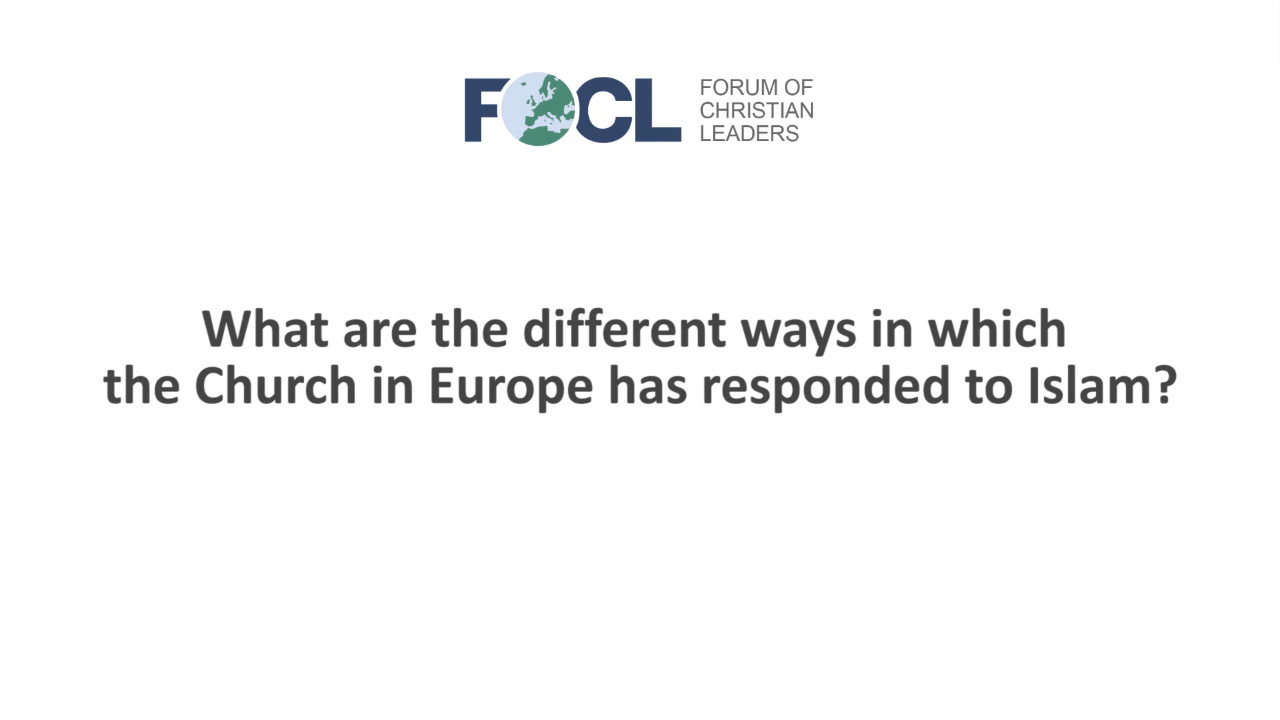 FOCL
FORUM OF
CHRISTIAN
LEADERS
What are the different ways in which
the Church in Europe has responded to Islam?